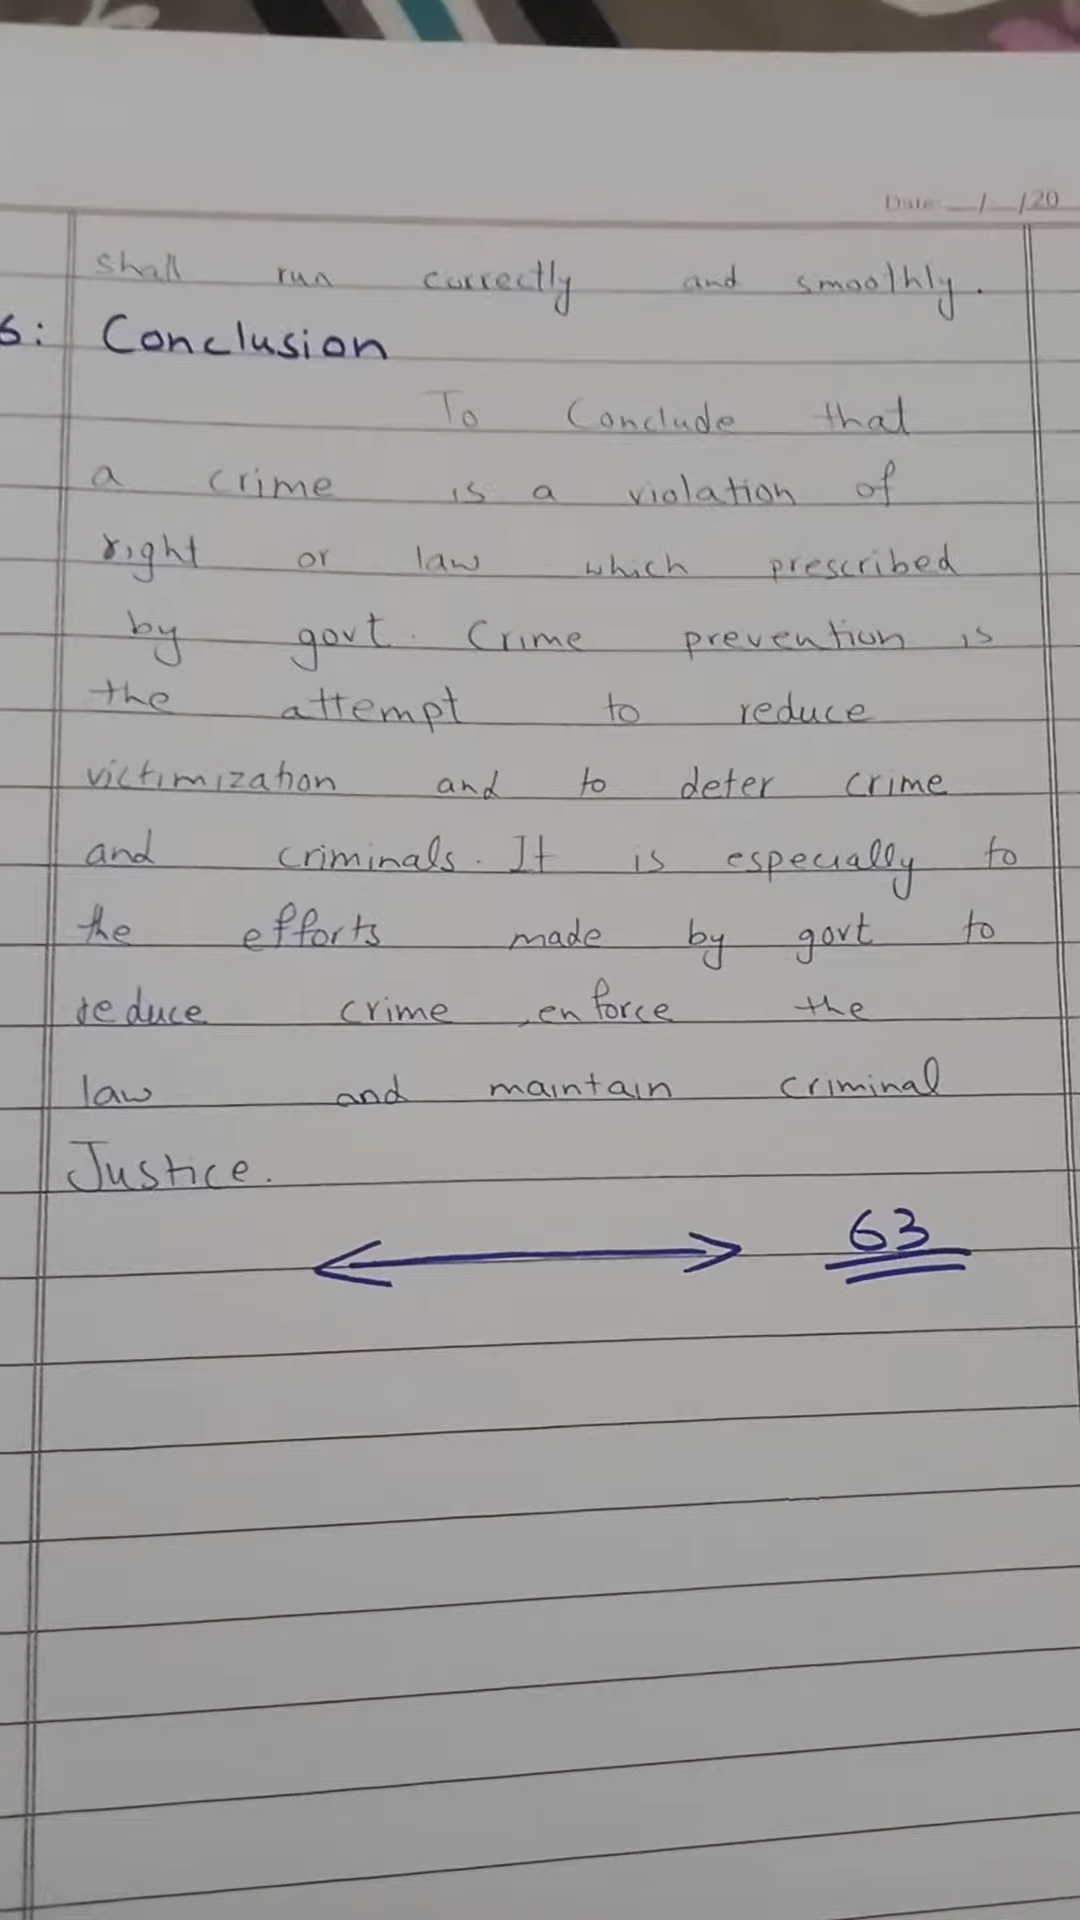 Date __/__/20
shall run currectly and smoothly.
6: Conclusion
To Conclude that
a crime is a violation of
right or law which prescribed
by govt. Crime prevention is
the attempt to reduce
victimization and to deter crime
and criminals. It is especially to
the efforts made by govt to
reduce crime, enforce the
law and maintain criminal
Justice.
63